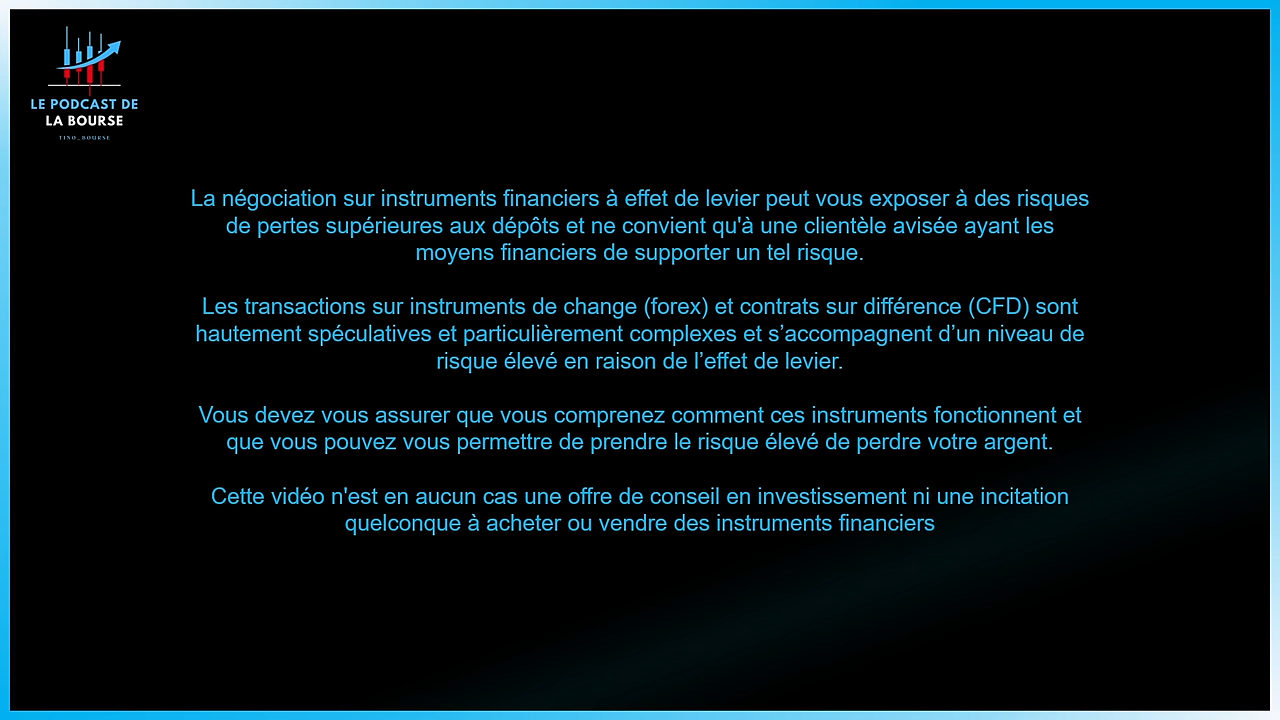 LE PODCAST DE
LA BOURSE
TINO_BOURSE
La négociation sur instruments financiers à effet de levier peut vous exposer à des risques
de pertes supérieures aux dépôts et ne convient qu'à une clientèle avisée ayant les
moyens financiers de supporter un tel risque.
Les transactions sur instruments de change (forex) et contrats sur différence (CFD) sont
hautement spéculatives et particulièrement complexes et s’accompagnent d’un niveau de
risque élevé en raison de l’effet de levier.
Vous devez vous assurer que vous comprenez comment ces instruments fonctionnent et
que vous pouvez vous permettre de prendre le risque élevé de perdre votre argent.
Cette vidéo n'est en aucun cas une offre de conseil en investissement ni une incitation
quelconque à acheter ou vendre des instruments financiers